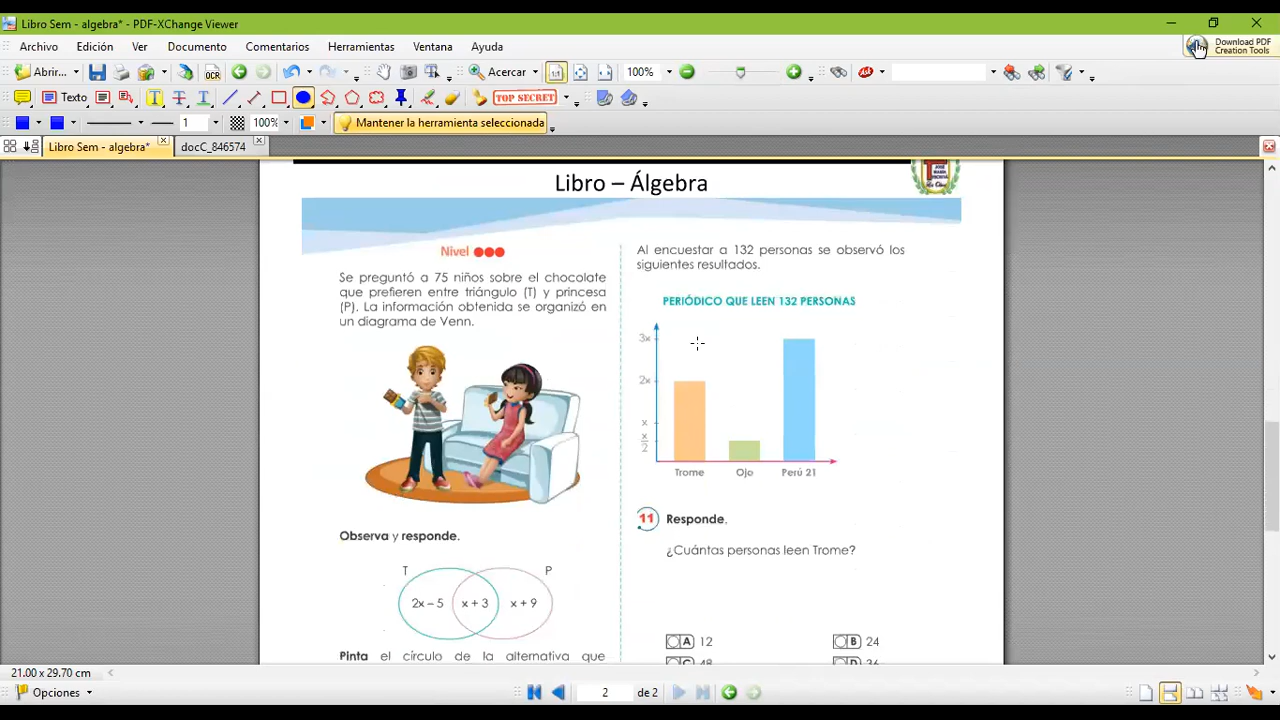 Libro Sem - algebra* - PDF-XChange Viewer
Archivo Edición Ver Documento Comentarios Herramientas Ventana Ayuda
Download PDF
Creation Tools
Abrir... OCR Acercar 100%
Texto TOP SECRET
1 100% Mantener la herramienta seleccionada
Libro Sem - algebra* docC_846574
Libro – Álgebra
Nivel
Se preguntó a 75 niños sobre el chocolate
que prefieren entre triángulo (T) y princesa
(P). La información obtenida se organizó en
un diagrama de Venn.
Observa y responde.
T P
2x – 5 x + 3 x + 9
Pinta el círculo de la alternativa que
Al encuestar a 132 personas se observó los
siguientes resultados.
PERIÓDICO QUE LEEN 132 PERSONAS
3x
2x
x
x
2
Trome Ojo Perú 21
11 Responde.
¿Cuántas personas leen Trome?
A 12 B 24
C 48 D 36
21.00 x 29.70 cm
Opciones 2 de 2